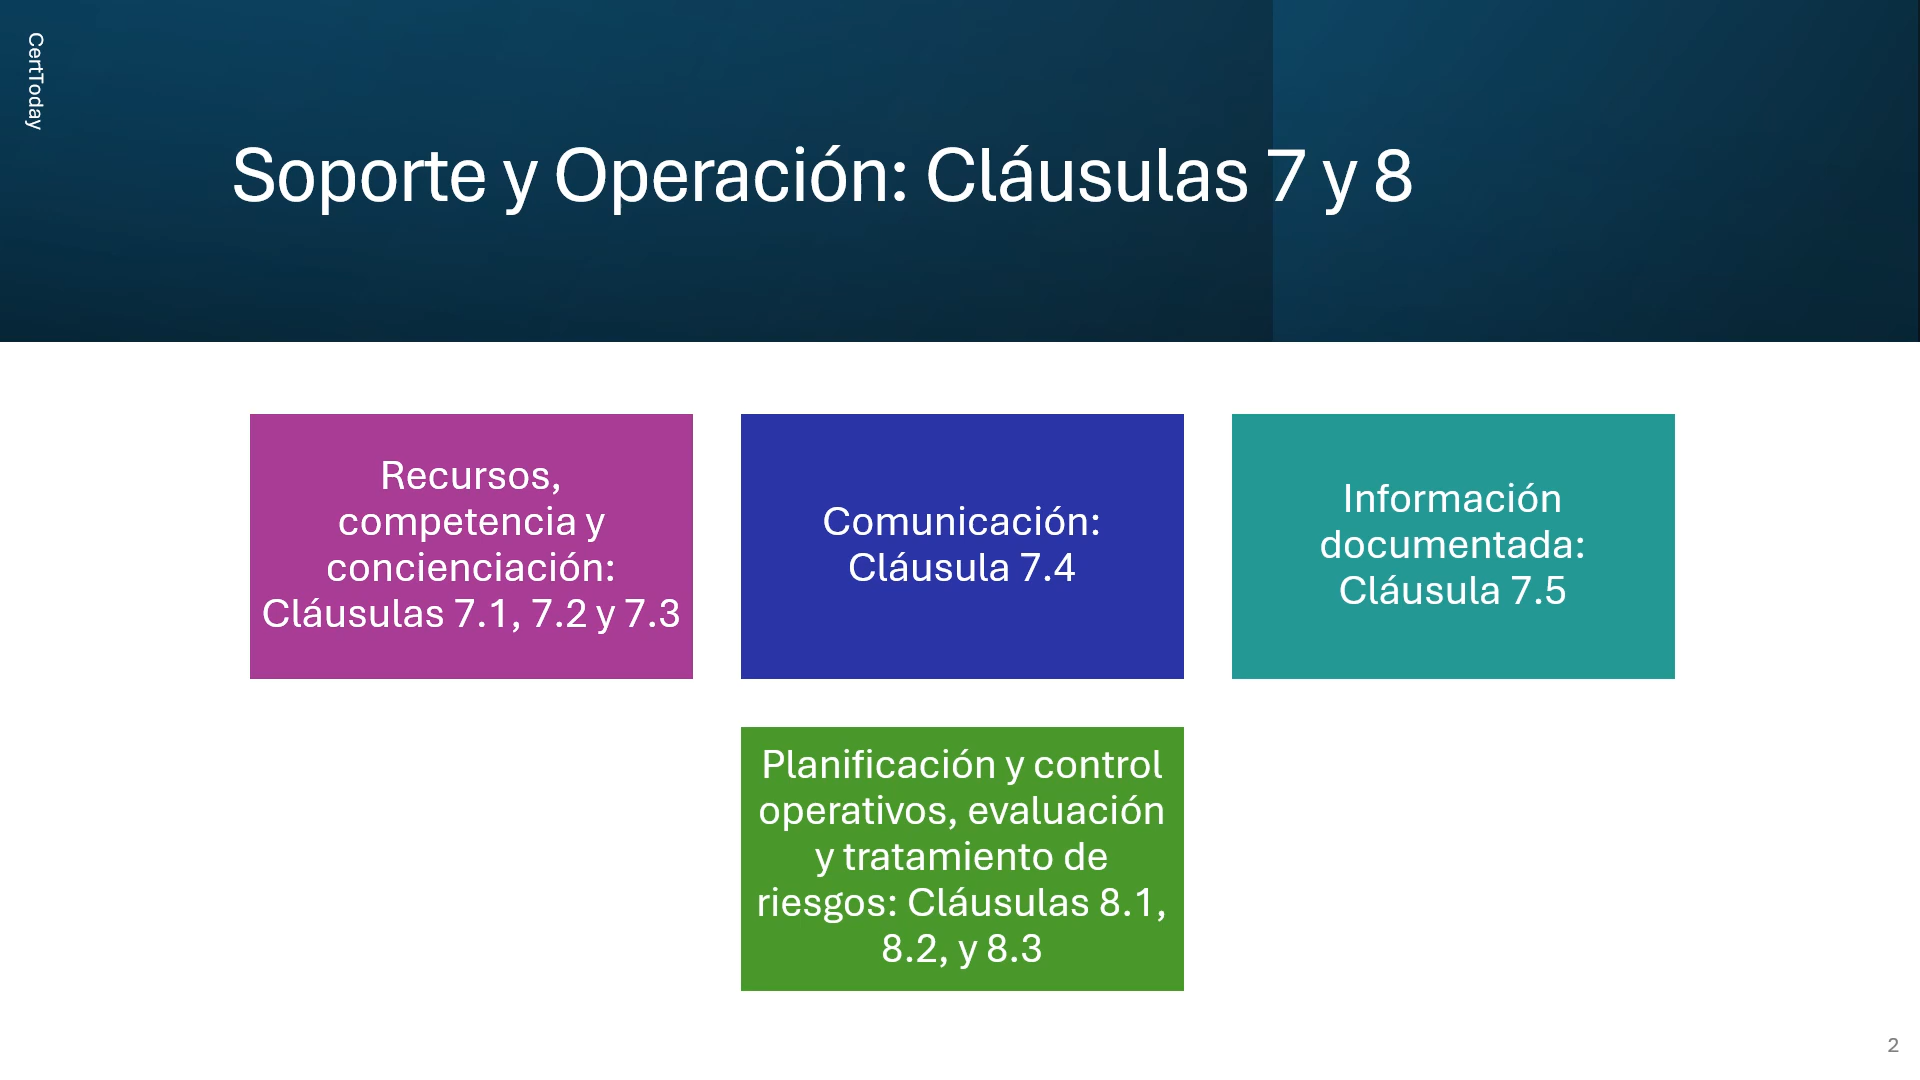 CertToday
Soporte y Operación: Cláusulas 7 y 8
Recursos,
competencia y
concienciación:
Cláusulas 7.1, 7.2 y 7.3
Comunicación:
Cláusula 7.4
Información
documentada:
Cláusula 7.5
Planificación y control
operativos, evaluación
y tratamiento de
riesgos: Cláusulas 8.1,
8.2, y 8.3
2